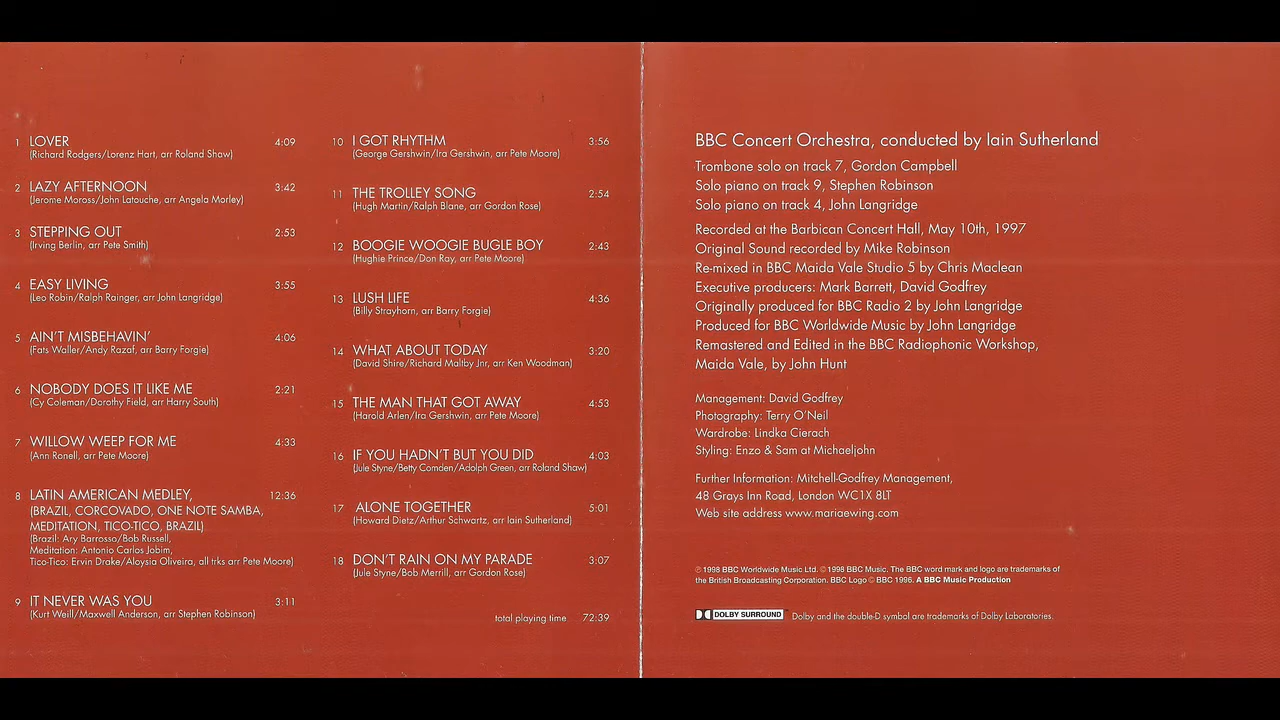 1 LOVER 4:09
(Richard Rodgers/Lorenz Hart, arr Roland Shaw)
2 LAZY AFTERNOON 3:42
(Jerome Moross/John Latouche, arr Angela Morley)
3 STEPPING OUT 2:53
(Irving Berlin, arr Pete Smith)
4 EASY LIVING 3:55
(Leo Robin/Ralph Rainger, arr John Langridge)
5 AIN'T MISBEHAVIN' 4:06
(Fats Waller/Andy Razaf, arr Barry Forgie)
6 NOBODY DOES IT LIKE ME 2:21
(Cy Coleman/Dorothy Field, arr Harry South)
7 WILLOW WEEP FOR ME 4:33
(Ann Ronell, arr Pete Moore)
8 LATIN AMERICAN MEDLEY, 12:36
(BRAZIL, CORCOVADO, ONE NOTE SAMBA,
MEDITATION, TICO-TICO, BRAZIL)
(Brazil: Ary Barrosso/Bob Russell,
Meditation: Antonio Carlos Jobim,
Tico-Tico: Ervin Drake/Aloysia Oliveira, all trks arr Pete Moore)
9 IT NEVER WAS YOU 3:11
(Kurt Weill/Maxwell Anderson, arr Stephen Robinson)
10 I GOT RHYTHM 3:56
(George Gershwin/Ira Gershwin, arr Pete Moore)
11 THE TROLLEY SONG 2:54
(Hugh Martin/Ralph Blane, arr Gordon Rose)
12 BOOGIE WOOGIE BUGLE BOY 2:43
(Hughie Prince/Don Ray, arr Pete Moore)
13 LUSH LIFE 4:36
(Billy Strayhorn, arr Barry Forgie)
14 WHAT ABOUT TODAY 3:20
(David Shire/Richard Maltby Jnr, arr Ken Woodman)
15 THE MAN THAT GOT AWAY 4:53
(Harold Arlen/Ira Gershwin, arr Pete Moore)
16 IF YOU HADN'T BUT YOU DID 4:03
(Jule Styne/Betty Comden/Adolph Green, arr Roland Shaw)
17 ALONE TOGETHER 5:01
(Howard Dietz/Arthur Schwartz, arr Iain Sutherland)
18 DON'T RAIN ON MY PARADE 3:07
(Jule Styne/Bob Merrill, arr Gordon Rose)
total playing time 72:39
BBC Concert Orchestra, conducted by Iain Sutherland
Trombone solo on track 7, Gordon Campbell
Solo piano on track 9, Stephen Robinson
Solo piano on track 4, John Langridge
Recorded at the Barbican Concert Hall, May 10th, 1997
Original Sound recorded by Mike Robinson
Re-mixed in BBC Maida Vale Studio 5 by Chris Maclean
Executive producers: Mark Barrett, David Godfrey
Originally produced for BBC Radio 2 by John Langridge
Produced for BBC Worldwide Music by John Langridge
Remastered and Edited in the BBC Radiophonic Workshop,
Maida Vale, by John Hunt
Management: David Godfrey
Photography: Terry O'Neil
Wardrobe: Lindka Cierach
Styling: Enzo & Sam at Michaeljohn
Further Information: Mitchell-Godfrey Management,
48 Grays Inn Road, London WC1X 8LT
Web site address www.mariaewing.com
℗ 1998 BBC Worldwide Music Ltd. © 1998 BBC Music. The BBC word mark and logo are trademarks of
the British Broadcasting Corporation. BBC Logo © BBC 1996. A BBC Music Production
DOLBY SURROUND ™ Dolby and the double-D symbol are trademarks of Dolby Laboratories.